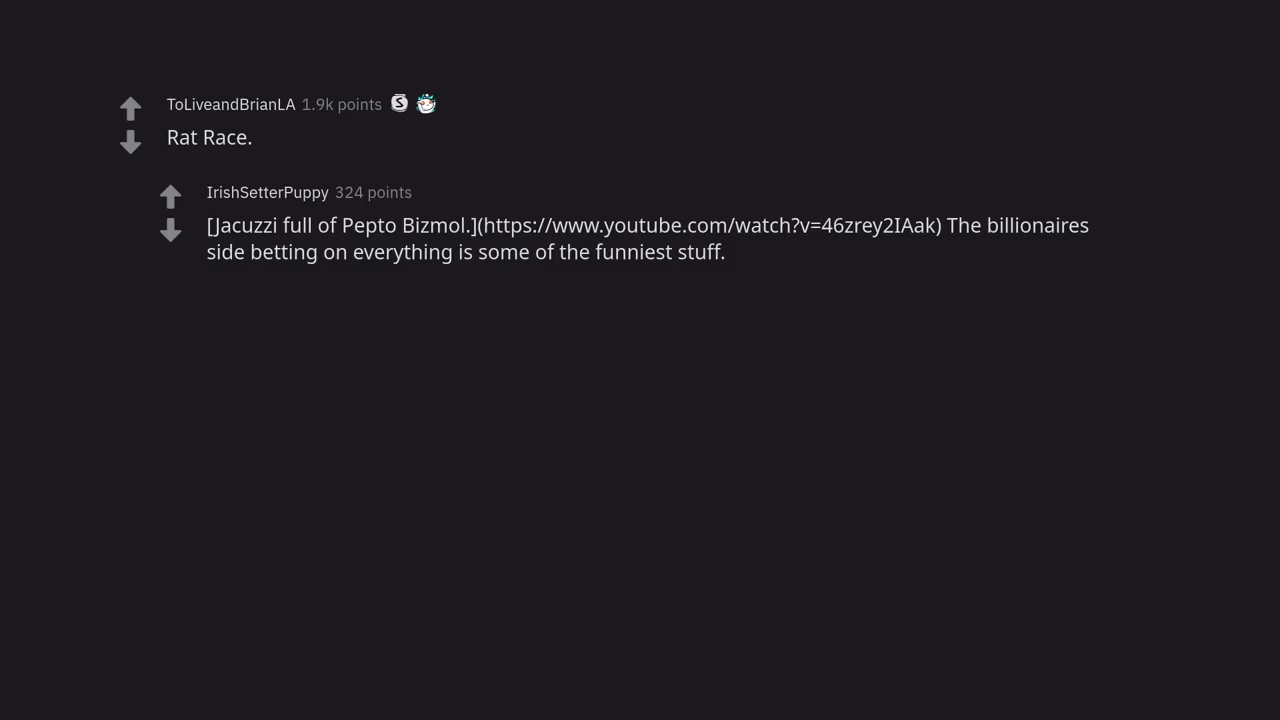 ToLiveandBrianLA 1.9k points
Rat Race.
IrishSetterPuppy 324 points
[Jacuzzi full of Pepto Bizmol.](https://www.youtube.com/watch?v=46zrey2IAak) The billionaires
side betting on everything is some of the funniest stuff.